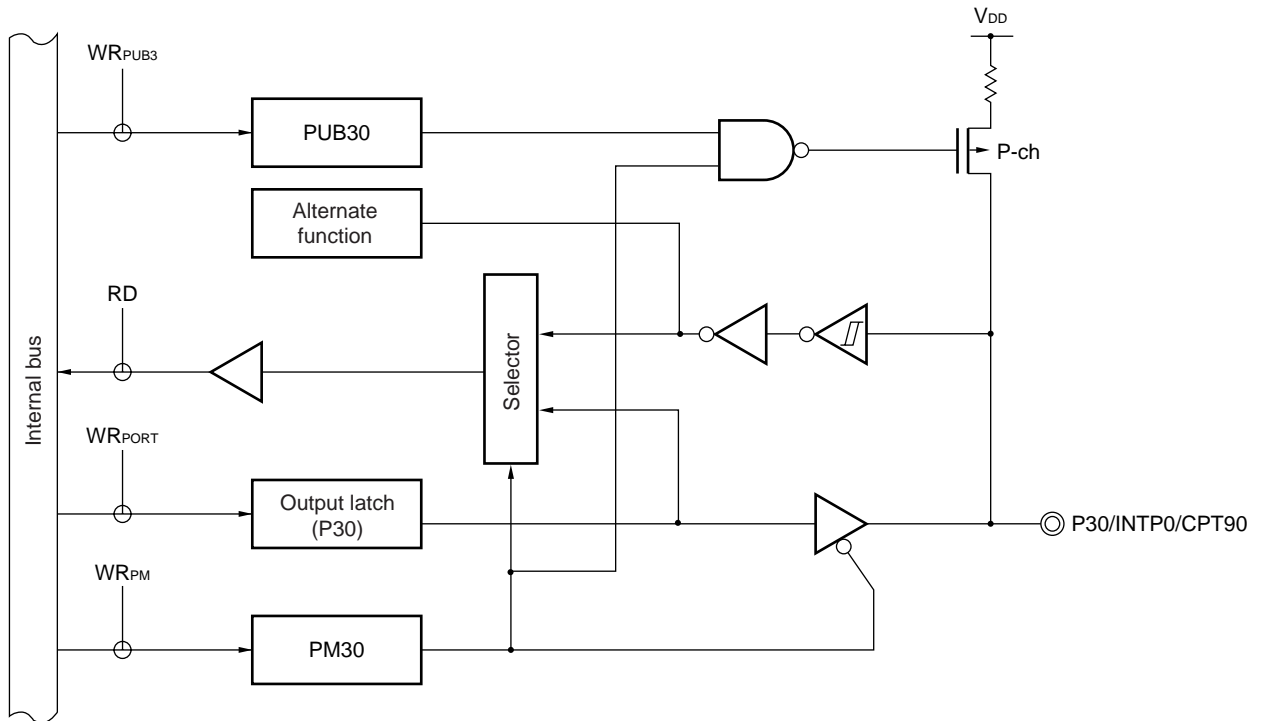 VDD
WRPUB3
PUB30
P-ch
Alternate
function
RD
Selector
Internal bus
WRPORT
Output latch
(P30)
P30/INTP0/CPT90
WRPM
PM30